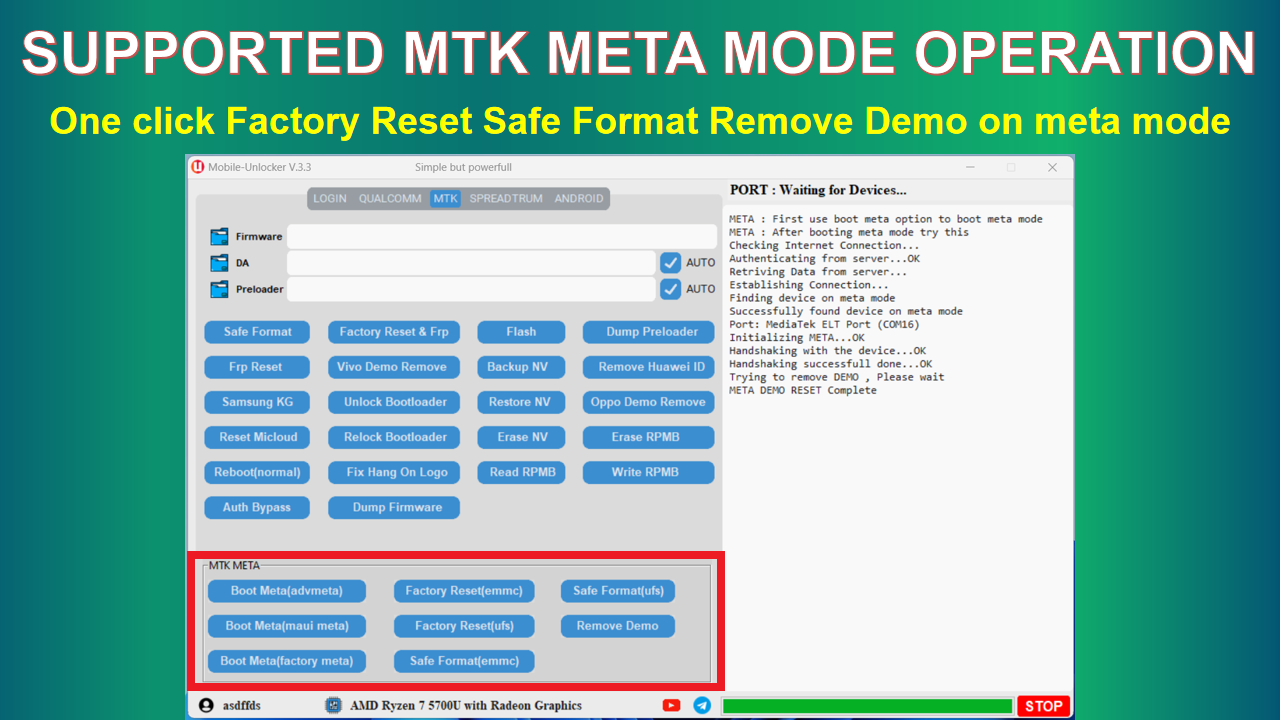 SUPPORTED MTK META MODE OPERATION
One click Factory Reset Safe Format Remove Demo on meta mode
Mobile-Unlocker V.3.3 Simple but powerfull
LOGIN QUALCOMM MTK SPREADTRUM ANDROID
Firmware
DA AUTO
Preloader AUTO
Safe Format Factory Reset & Frp Flash Dump Preloader
Frp Reset Vivo Demo Remove Backup NV Remove Huawei ID
Samsung KG Unlock Bootloader Restore NV Oppo Demo Remove
Reset Micloud Relock Bootloader Erase NV Erase RPMB
Reboot(normal) Fix Hang On Logo Read RPMB Write RPMB
Auth Bypass Dump Firmware
MTK META
Boot Meta(advmeta) Factory Reset(emmc) Safe Format(ufs)
Boot Meta(maui meta) Factory Reset(ufs) Remove Demo
Boot Meta(factory meta) Safe Format(emmc)
PORT : Waiting for Devices...
META : First use boot meta option to boot meta mode
META : After booting meta mode try this
Checking Internet Connection...
Authenticating from server...OK
Retriving Data from server...
Establishing Connection...
Finding device on meta mode
Successfully found device on meta mode
Port: MediaTek ELT Port (COM16)
Initializing META...OK
Handshaking with the device...OK
Handshaking successfull done...OK
Trying to remove DEMO , Please wait
META DEMO RESET Complete
asdffds AMD Ryzen 7 5700U with Radeon Graphics STOP